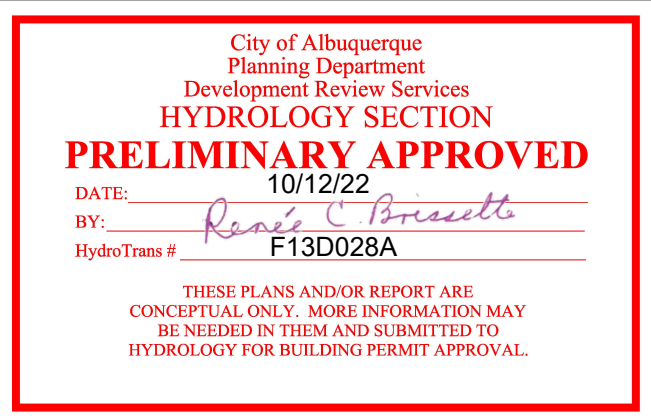 City of Albuquerque
Planning Department
Development Review Services
HYDROLOGY SECTION
PRELIMINARY APPROVED
DATE: 10/12/22
BY: Renée C. Brissette
HydroTrans # F13D028A
THESE PLANS AND/OR REPORT ARE
CONCEPTUAL ONLY. MORE INFORMATION MAY
BE NEEDED IN THEM AND SUBMITTED TO
HYDROLOGY FOR BUILDING PERMIT APPROVAL.